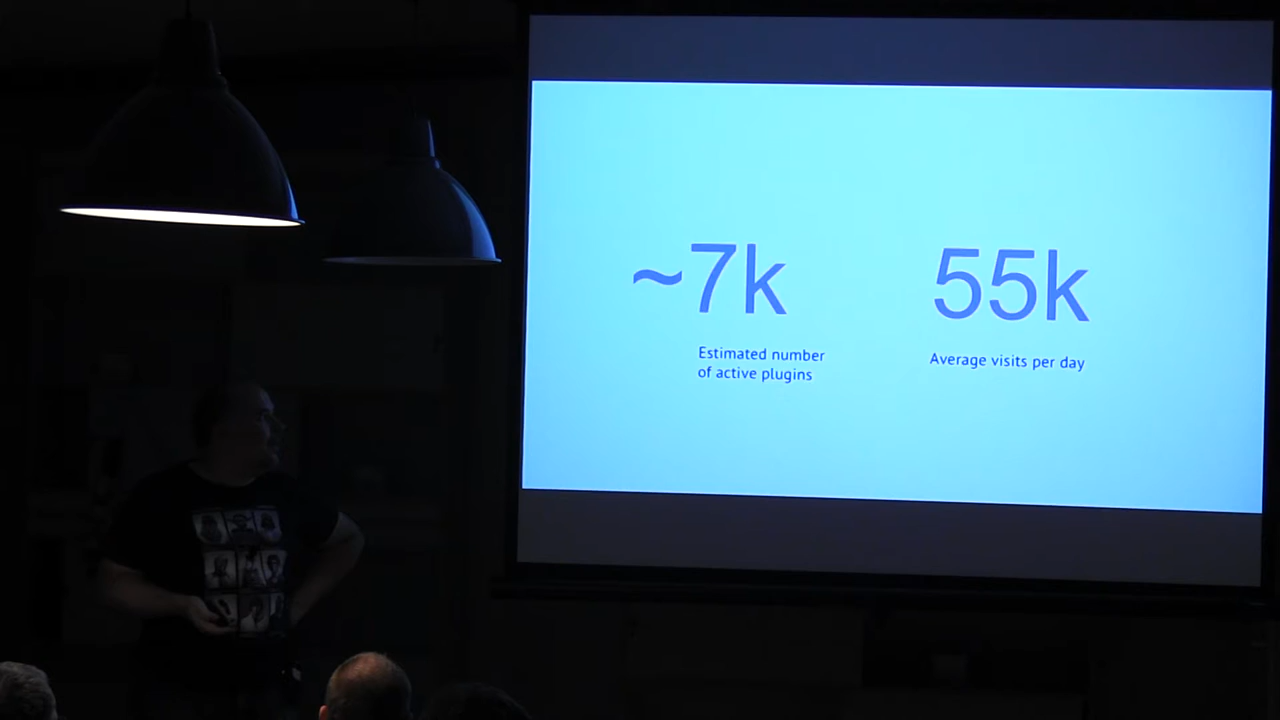 ~7k
Estimated number
of active plugins
55k
Average visits per day